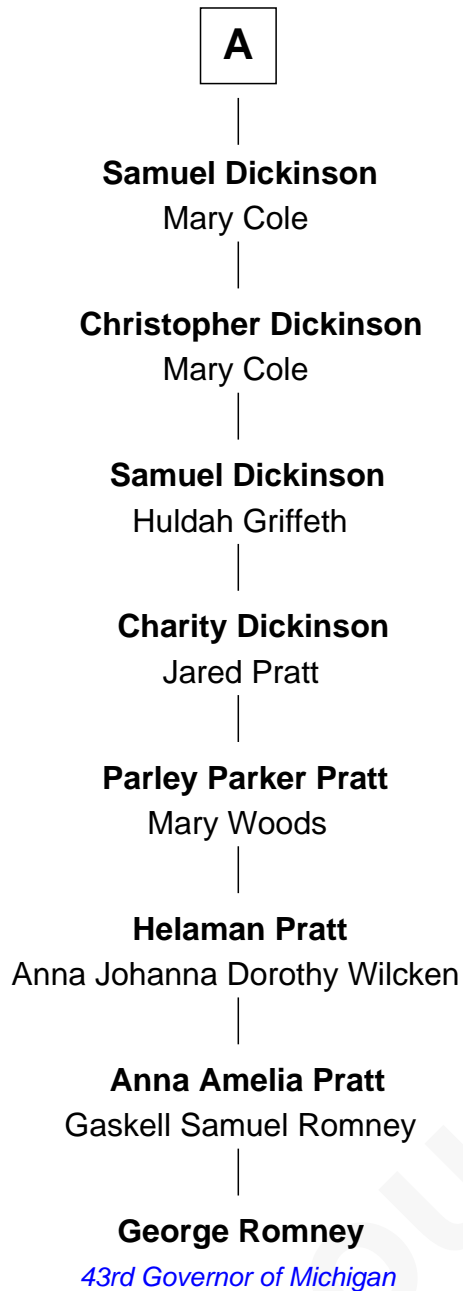 A
Samuel Dickinson
Mary Cole
Christopher Dickinson
Mary Cole
Samuel Dickinson
Huldah Griffeth
Charity Dickinson
Jared Pratt
Parley Parker Pratt
Mary Woods
Helaman Pratt
Anna Johanna Dorothy Wilcken
Anna Amelia Pratt
Gaskell Samuel Romney
George Romney
43rd Governor of Michigan